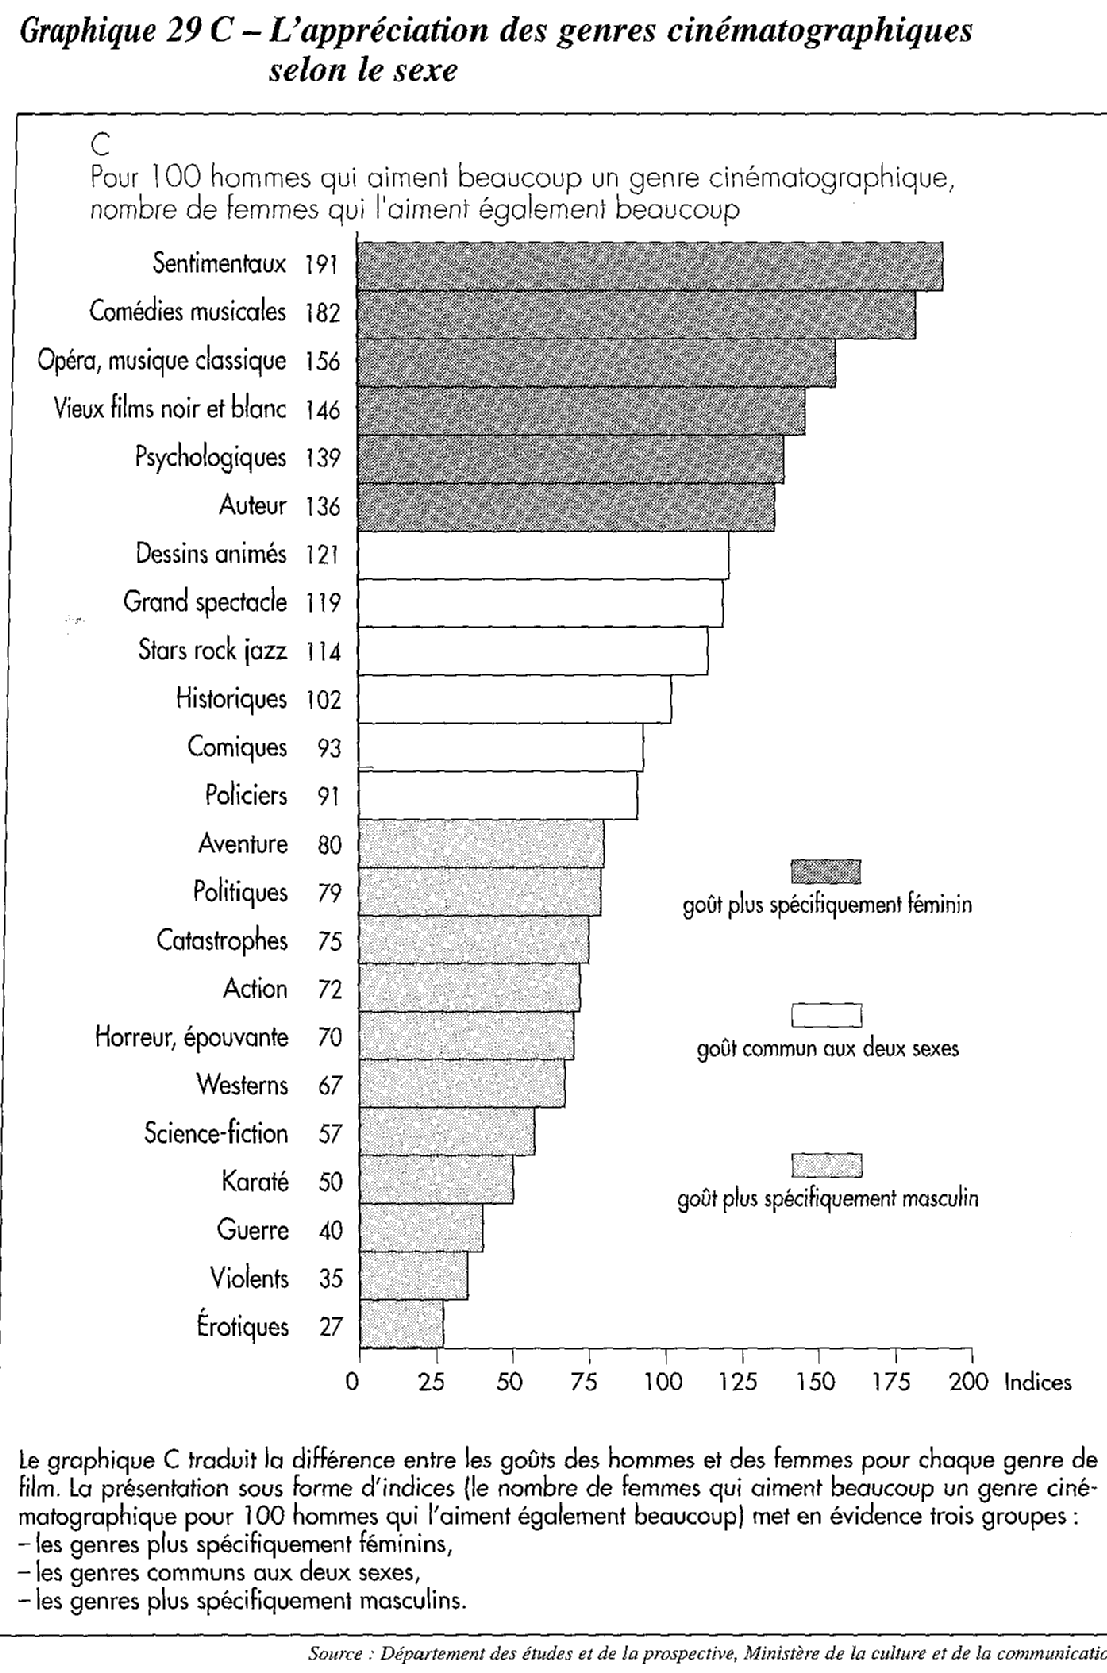 Graphique 29 C – L'appréciation des genres cinématographiques
selon le sexe
C
Pour 100 hommes qui aiment beaucoup un genre cinématographique,
nombre de femmes qui l'aiment également beaucoup
Sentimentaux 191
Comédies musicales 182
Opéra, musique classique 156
Vieux films noir et blanc 146
Psychologiques 139
Auteur 136
Dessins animés 121
Grand spectacle 119
Stars rock jazz 114
Historiques 102
Comiques 93
Policiers 91
Aventure 80
Politiques 79
Catastrophes 75
Action 72
Horreur, épouvante 70
Westerns 67
Science-fiction 57
Karaté 50
Guerre 40
Violents 35
Érotiques 27
goût plus spécifiquement féminin
goût commun aux deux sexes
goût plus spécifiquement masculin
0 25 50 75 100 125 150 175 200 Indices
Le graphique C traduit la différence entre les goûts des hommes et des femmes pour chaque genre de
film. La présentation sous forme d'indices (le nombre de femmes qui aiment beaucoup un genre ciné-
matographique pour 100 hommes qui l'aiment également beaucoup) met en évidence trois groupes :
– les genres plus spécifiquement féminins,
– les genres communs aux deux sexes,
– les genres plus spécifiquement masculins.
Source : Département des études et de la prospective, Ministère de la culture et de la communicatio